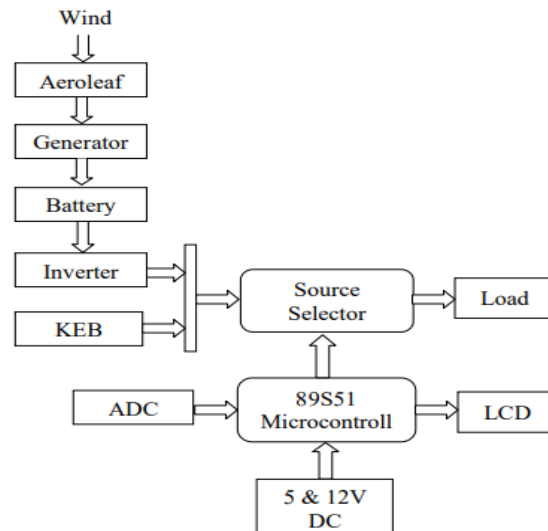 Wind
Aeroleaf
Generator
Battery
Inverter
KEB
Source
Selector
Load
ADC
89S51
Microcontroll
LCD
5 & 12V
DC